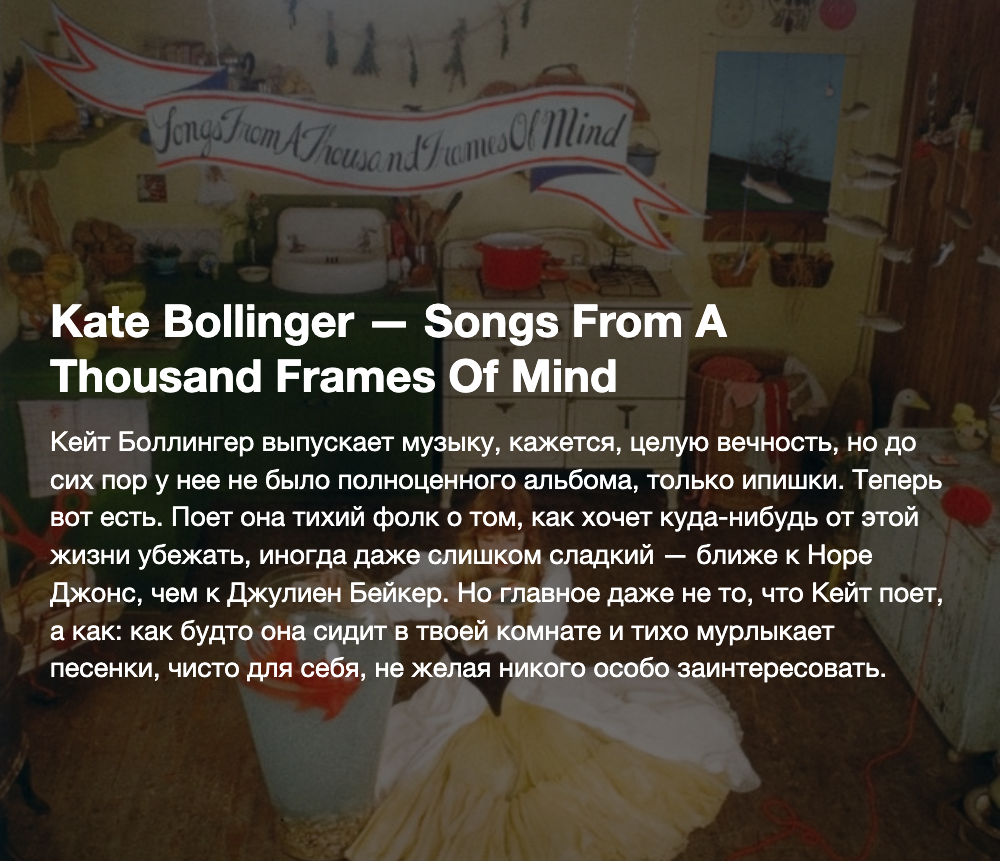 Songs From A Thousand Frames Of Mind
Kate Bollinger — Songs From A
Thousand Frames Of Mind
Кейт Боллингер выпускает музыку, кажется, целую вечность, но до
сих пор у нее не было полноценного альбома, только ипишки. Теперь
вот есть. Поет она тихий фолк о том, как хочет куда-нибудь от этой
жизни убежать, иногда даже слишком сладкий — ближе к Норе
Джонс, чем к Джулиен Бейкер. Но главное даже не то, что Кейт поет,
а как: как будто она сидит в твоей комнате и тихо мурлыкает
песенки, чисто для себя, не желая никого особо заинтересовать.